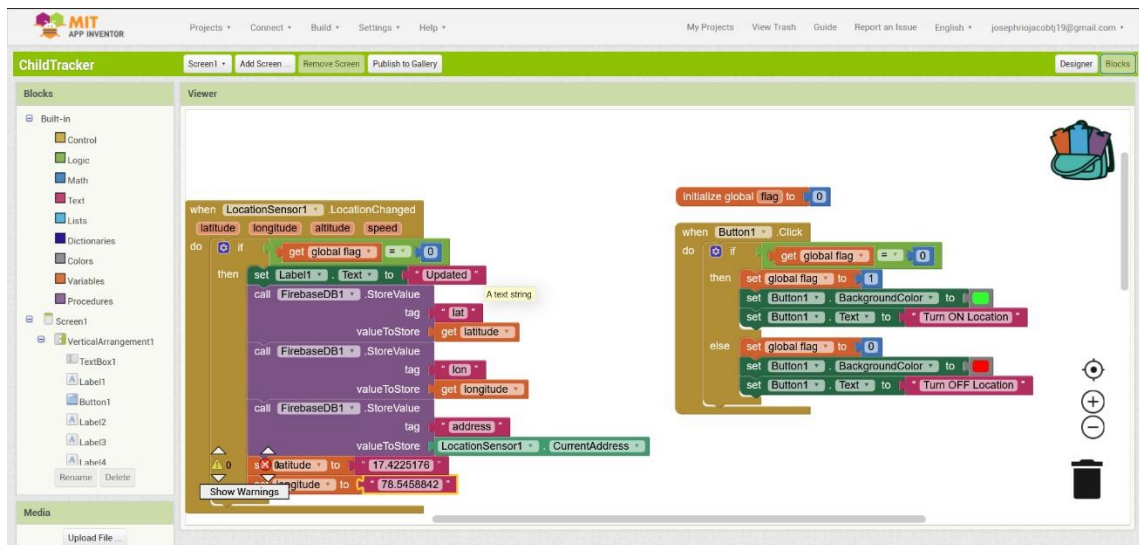 MIT
APP INVENTOR
Projects Connect Build Settings Help
My Projects View Trash Guide Report an Issue English josephriojacobtj19@gmail.com
ChildTracker
Screen1 Add Screen ... Remove Screen Publish to Gallery
Designer Blocks
Blocks
Viewer
Built-in
Control
Logic
Math
Text
Lists
Dictionaries
Colors
Variables
Procedures
Screen1
VerticalArrangement1
TextBox1
Label1
Button1
Label2
Label3
Label4
Rename Delete
Media
Upload File ...
when LocationSensor1 .LocationChanged
latitude longitude altitude speed
do if get global flag = 0
then set Label1 . Text to " Updated "
A text string
call FirebaseDB1 .StoreValue
tag " lat "
valueToStore get latitude
call FirebaseDB1 .StoreValue
tag " lon "
valueToStore get longitude
call FirebaseDB1 .StoreValue
tag " address "
valueToStore LocationSensor1 . CurrentAddress
0 0 latitude to " 17.4225176 "
longitude to " 78.5458842 "
Show Warnings
initialize global flag to 0
when Button1 .Click
do if get global flag = 0
then set global flag to 1
set Button1 . BackgroundColor to
set Button1 . Text to " Turn ON Location "
else set global flag to 0
set Button1 . BackgroundColor to
set Button1 . Text to " Turn OFF Location "